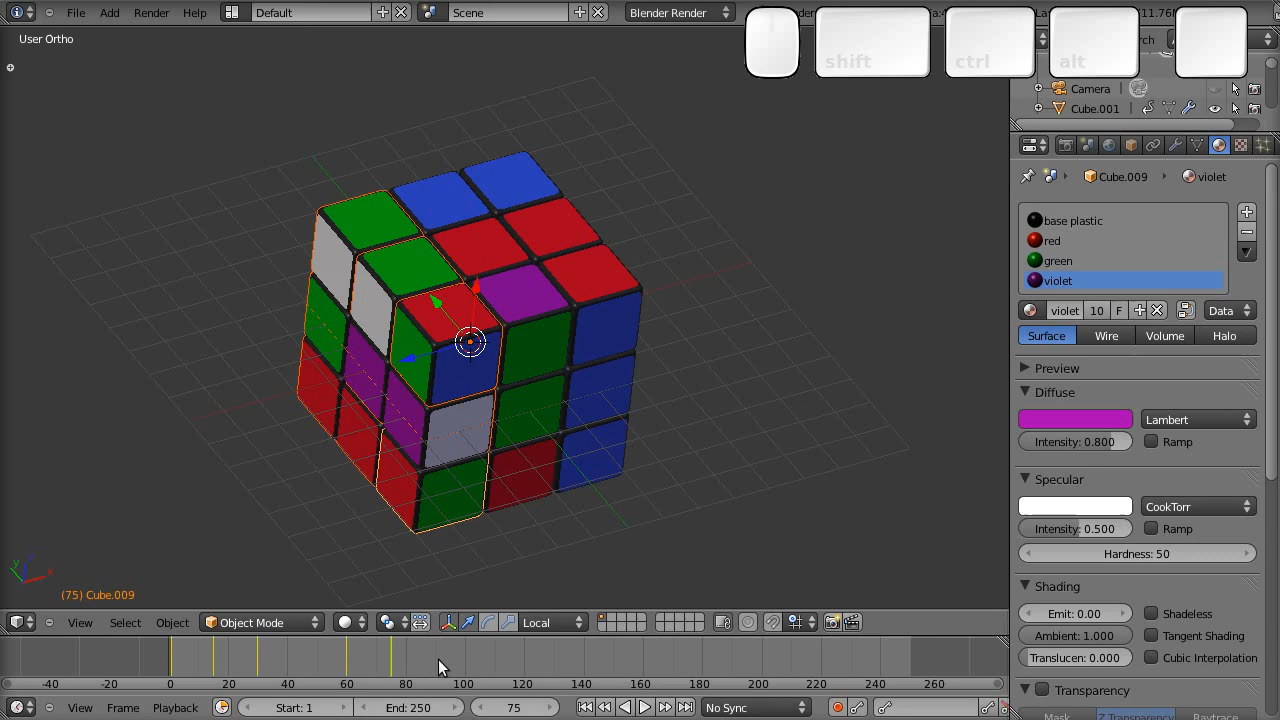 File Add Render Help Default Scene Blender Render
11.76M
User Ortho
shift ctrl alt
rch
Camera
Cube.001
Cube.009 violet
base plastic
red
green
violet
violet 10 F Data
Surface Wire Volume Halo
Preview
Diffuse
Lambert
Intensity: 0.800 Ramp
Specular
CookTorr
Intensity: 0.500 Ramp
Hardness: 50
Shading
Emit: 0.00 Shadeless
Ambient: 1.000 Tangent Shading
Translucen: 0.000 Cubic Interpolation
Transparency
Mask Z Transparency
y z x
(75) Cube.009
View Select Object Object Mode Local
-40 -20 0 20 40 60 80 100 120 140 160 180 200 220 240 260
View Frame Playback Start: 1 End: 250 75 No Sync